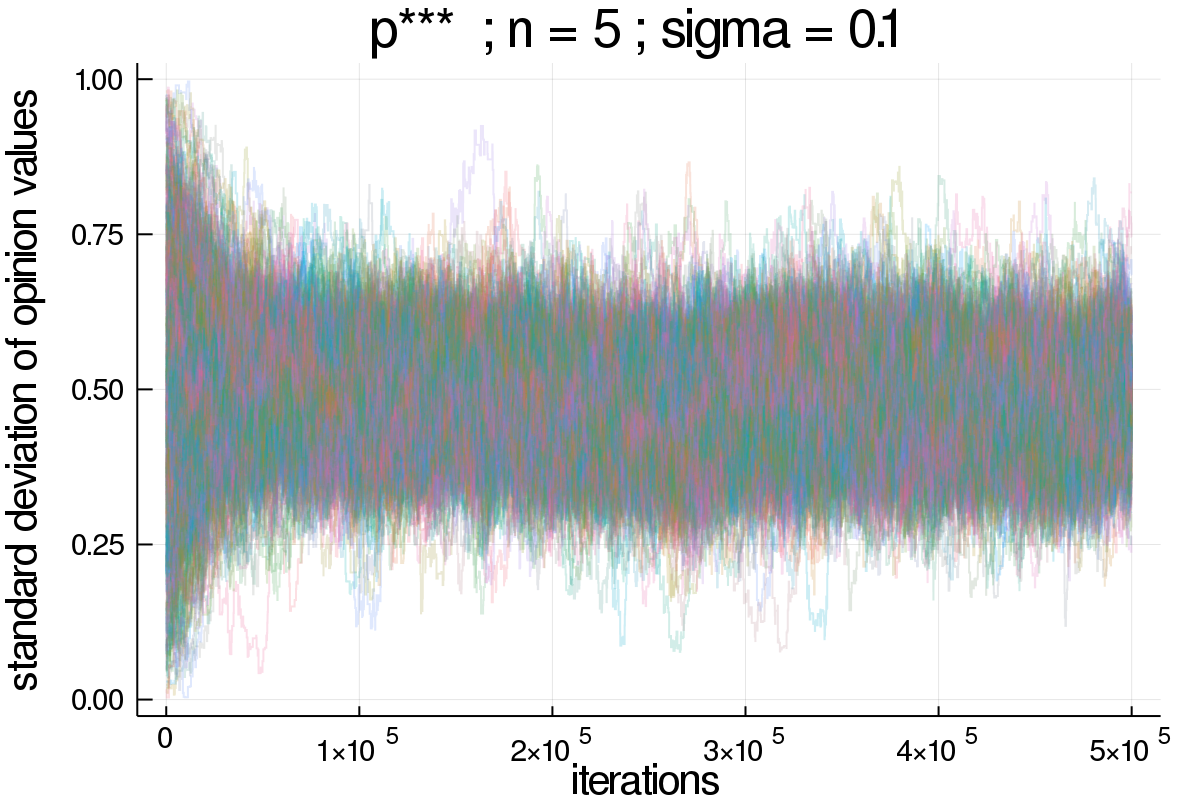 p*** ; n = 5 ; sigma = 0.1
standard deviation of opinion values
1.00
0.75
0.50
0.25
0.00
0 1×10 5 2×10 5 3×10 5 4×10 5 5×10 5
iterations